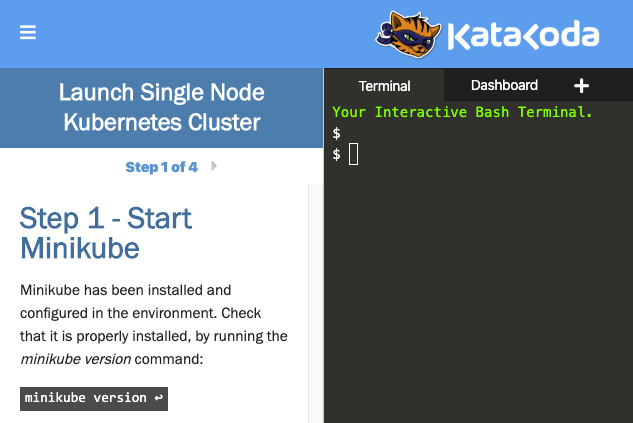 KataKoda
Launch Single Node
Kubernetes Cluster
Step 1 of 4
Step 1 - Start
Minikube
Minikube has been installed and
configured in the environment. Check
that it is properly installed, by running the
minikube version command:
minikube version ↩
Terminal
Dashboard
+
Your Interactive Bash Terminal.
$
$